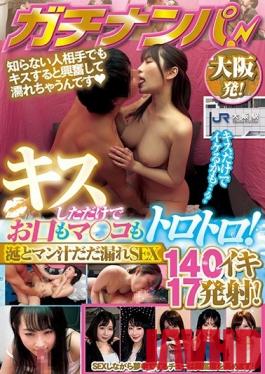 ガチナンパ!
知らない人相手でも
キスすると興奮して
濡れちゃうんです♥
大阪発!
キスだけで
イケるかも…
キス
しただけで
お口もマ○コも
トロトロ!
涎とマン汁だだ漏れSEX
140イキ
17発射!
JAVHD